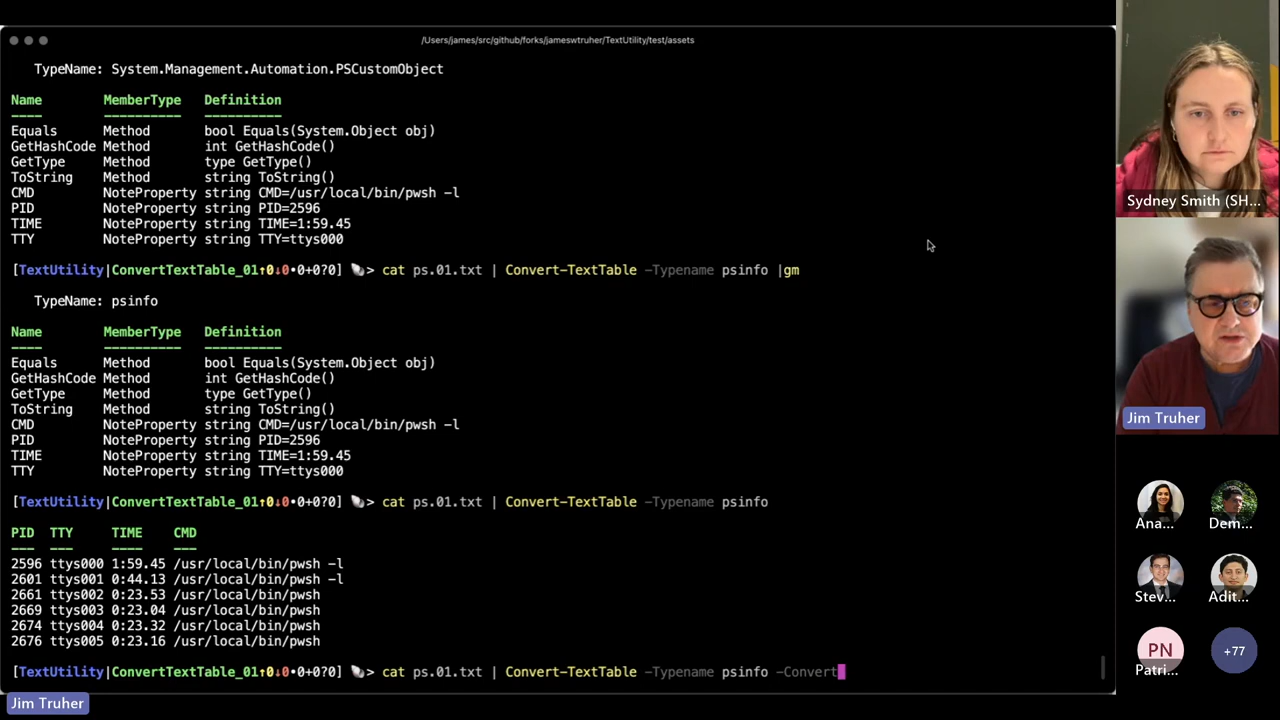 /Users/james/src/github/forks/jameswtruher/TextUtility/test/assets
TypeName: System.Management.Automation.PSCustomObject
Name MemberType Definition
---- ---------- ----------
Equals Method bool Equals(System.Object obj)
GetHashCode Method int GetHashCode()
GetType Method type GetType()
ToString Method string ToString()
CMD NoteProperty string CMD=/usr/local/bin/pwsh -l
PID NoteProperty string PID=2596
TIME NoteProperty string TIME=1:59.45
TTY NoteProperty string TTY=ttys000
[TextUtility|ConvertTextTable_01↑0↓0•0+0?0] 🐚> cat ps.01.txt | Convert-TextTable -Typename psinfo |gm
TypeName: psinfo
Name MemberType Definition
---- ---------- ----------
Equals Method bool Equals(System.Object obj)
GetHashCode Method int GetHashCode()
GetType Method type GetType()
ToString Method string ToString()
CMD NoteProperty string CMD=/usr/local/bin/pwsh -l
PID NoteProperty string PID=2596
TIME NoteProperty string TIME=1:59.45
TTY NoteProperty string TTY=ttys000
[TextUtility|ConvertTextTable_01↑0↓0•0+0?0] 🐚> cat ps.01.txt | Convert-TextTable -Typename psinfo
PID TTY TIME CMD
--- --- ---- ---
2596 ttys000 1:59.45 /usr/local/bin/pwsh -l
2601 ttys001 0:44.13 /usr/local/bin/pwsh -l
2661 ttys002 0:23.53 /usr/local/bin/pwsh
2669 ttys003 0:23.04 /usr/local/bin/pwsh
2674 ttys004 0:23.32 /usr/local/bin/pwsh
2676 ttys005 0:23.16 /usr/local/bin/pwsh
[TextUtility|ConvertTextTable_01↑0↓0•0+0?0] 🐚> cat ps.01.txt | Convert-TextTable -Typename psinfo -Convert
Jim Truher
Sydney Smith (SH...
Jim Truher
Ana... Dem...
Stev... Adit...
PN +77
Patri...